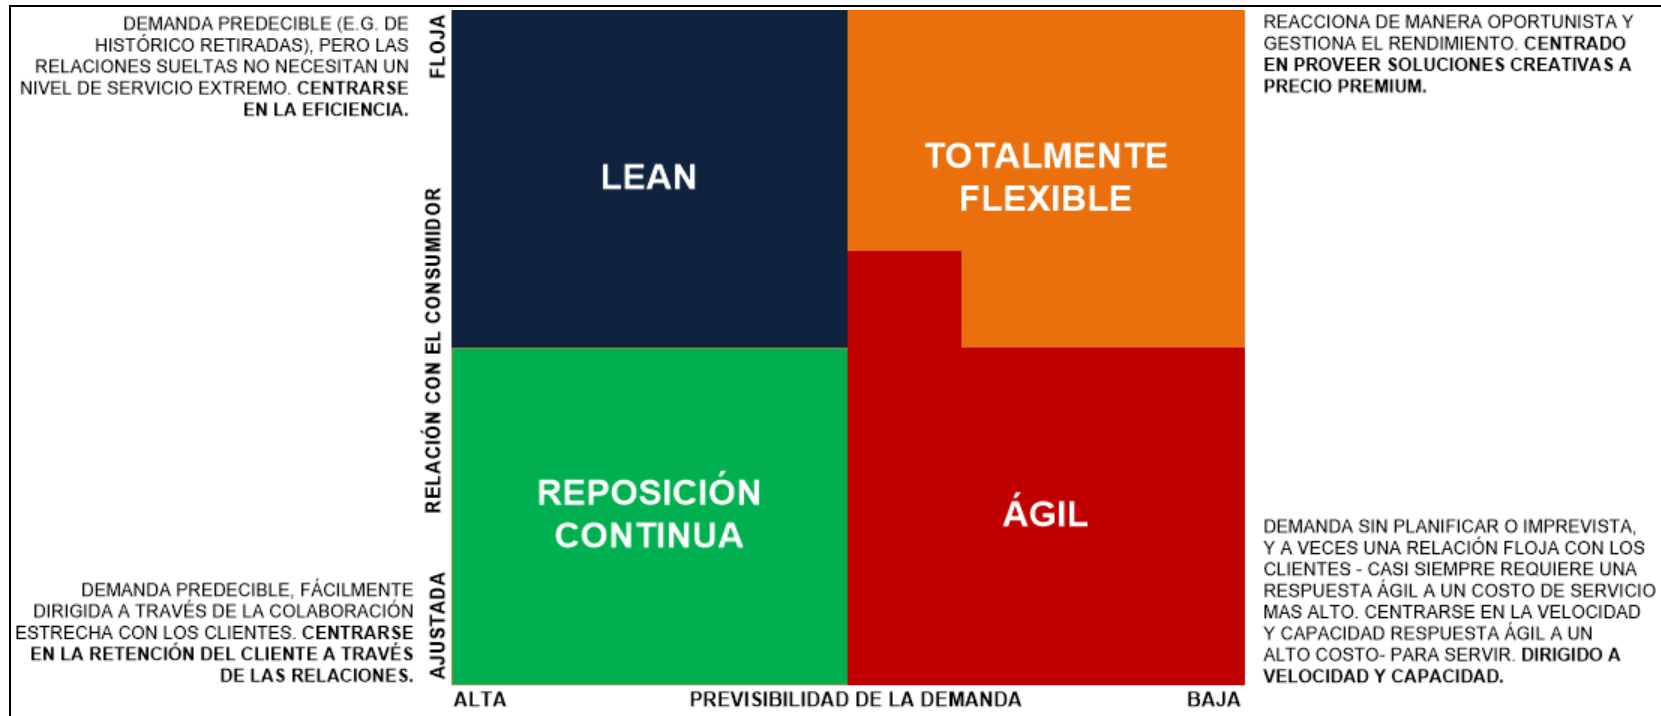 DEMANDA PREDECIBLE (E.G. DE
HISTÓRICO RETIRADAS), PERO LAS
RELACIONES SUELTAS NO NECESITAN UN
NIVEL DE SERVICIO EXTREMO. CENTRARSE
EN LA EFICIENCIA.
FLOJA
RELACIÓN CON EL CONSUMIDOR
AJUSTADA
LEAN
TOTALMENTE
FLEXIBLE
REACCIONA DE MANERA OPORTUNISTA Y
GESTIONA EL RENDIMIENTO. CENTRADO
EN PROVEER SOLUCIONES CREATIVAS A
PRECIO PREMIUM.
DEMANDA PREDECIBLE, FÁCILMENTE
DIRIGIDA A TRAVÉS DE LA COLABORACIÓN
ESTRECHA CON LOS CLIENTES. CENTRARSE
EN LA RETENCIÓN DEL CLIENTE A TRAVÉS
DE LAS RELACIONES.
REPOSICIÓN
CONTINUA
ÁGIL
DEMANDA SIN PLANIFICAR O IMPREVISTA,
Y A VECES UNA RELACIÓN FLOJA CON LOS
CLIENTES - CASI SIEMPRE REQUIERE UNA
RESPUESTA ÁGIL A UN COSTO DE SERVICIO
MAS ALTO. CENTRARSE EN LA VELOCIDAD
Y CAPACIDAD RESPUESTA ÁGIL A UN
ALTO COSTO- PARA SERVIR. DIRIGIDO A
VELOCIDAD Y CAPACIDAD.
ALTA
PREVISIBILIDAD DE LA DEMANDA
BAJA